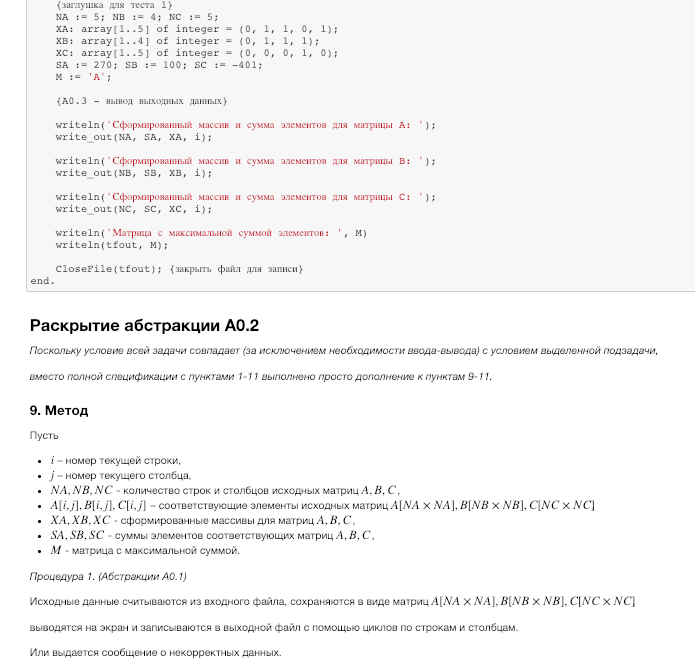 {заглушка для теста 1}
NA := 5; NB := 4; NC := 5;
XA: array[1..5] of integer = (0, 1, 1, 0, 1);
XB: array[1..4] of integer = (0, 1, 1, 1);
XC: array[1..5] of integer = (0, 0, 0, 1, 0);
SA := 270; SB := 100; SC := -401;
M := 'A';
{A0.3 - вывод выходных данных}
writeln('Сформированный массив и сумма элементов для матрицы A: ');
write_out(NA, SA, XA, i);
writeln('Сформированный массив и сумма элементов для матрицы B: ');
write_out(NB, SB, XB, i);
writeln('Сформированный массив и сумма элементов для матрицы C: ');
write_out(NC, SC, XC, i);
writeln('Матрица с максимальной суммой элементов: ', M)
writeln(tfout, M);
CloseFile(tfout); {закрыть файл для записи}
end.
Раскрытие абстракции A0.2
Поскольку условие всей задачи совпадает (за исключением необходимости ввода-вывода) с условием выделенной подзадачи,
вместо полной спецификации с пунктами 1-11 выполнено просто дополнение к пунктам 9-11.
9. Метод
Пусть
• i – номер текущей строки,
• j – номер текущего столбца,
• NA, NB, NC - количество строк и столбцов исходных матриц A, B, C,
• A[i, j], B[i, j], C[i, j] – соответствующие элементы исходных матриц A[NA × NA], B[NB × NB], C[NC × NC]
• XA, XB, XC - сформированные массивы для матриц A, B, C,
• SA, SB, SC - суммы элементов соответствующих матриц A, B, C,
• M - матрица с максимальной суммой.
Процедура 1. (Абстракции A0.1)
Исходные данные считываются из входного файла, сохраняются в виде матриц A[NA × NA], B[NB × NB], C[NC × NC]
выводятся на экран и записываются в выходной файл с помощью циклов по строкам и столбцам.
Или выдается сообщение о некорректных данных.